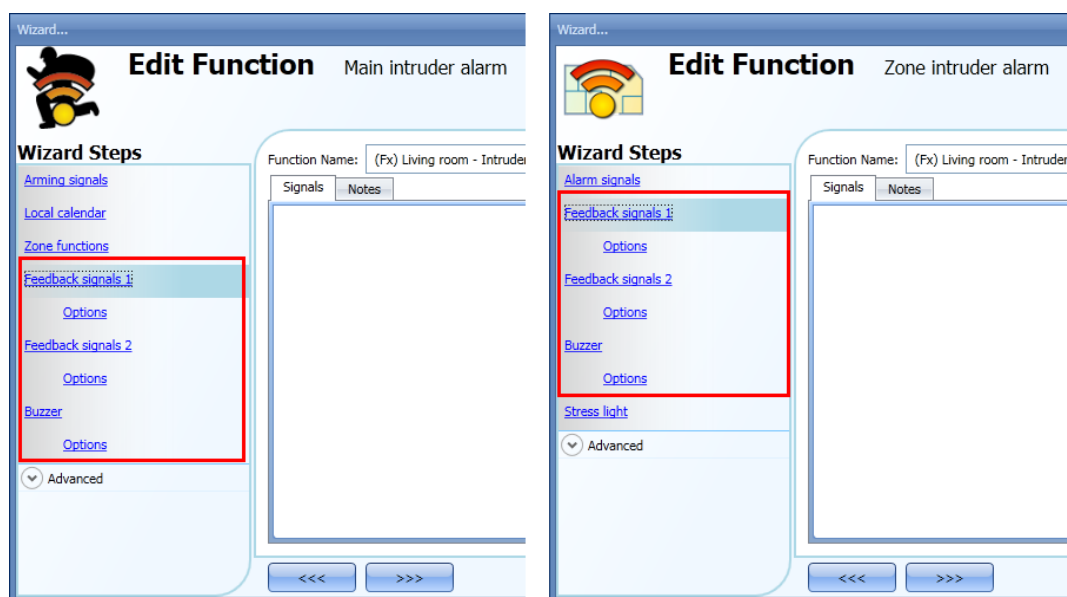 Wizard...
Edit Function Main intruder alarm
Wizard Steps
Arming signals
Local calendar
Zone functions
Feedback signals 1
Options
Feedback signals 2
Options
Buzzer
Options
Advanced
Function Name: (Fx) Living room - Intruder
Signals Notes
<<< >>>
Wizard...
Edit Function Zone intruder alarm
Wizard Steps
Alarm signals
Feedback signals 1
Options
Feedback signals 2
Options
Buzzer
Options
Stress light
Advanced
Function Name: (Fx) Living room - Intruder
Signals Notes
<<< >>>